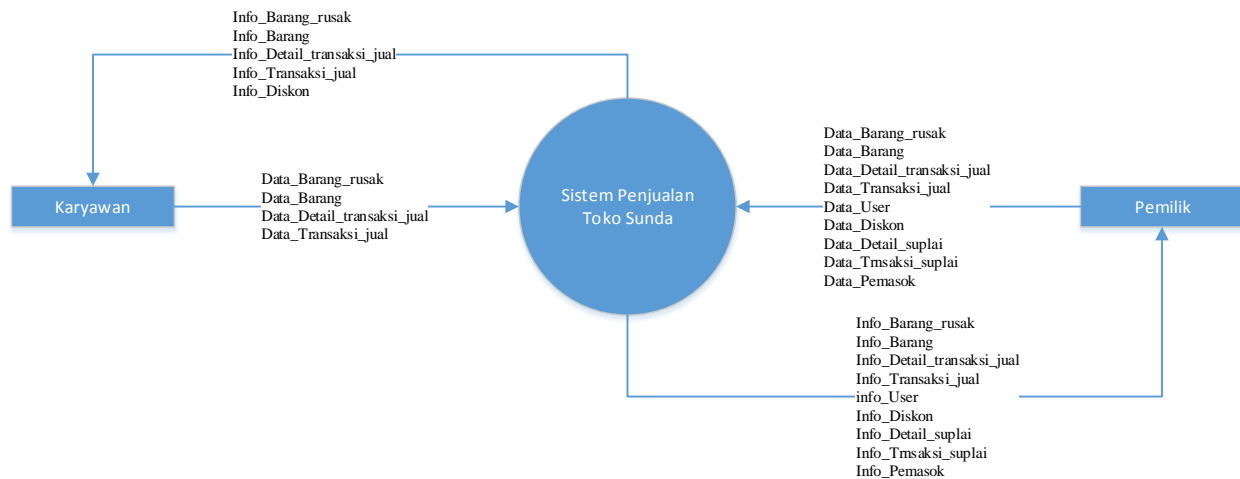 Info_Barang_rusak
Info_Barang
Info_Detail_transaksi_jual
Info_Transaksi_jual
Info_Diskon
Karyawan
Data_Barang_rusak
Data_Barang
Data_Detail_transaksi_jual
Data_Transaksi_jual
Sistem Penjualan
Toko Sunda
Data_Barang_rusak
Data_Barang
Data_Detail_transaksi_jual
Data_Transaksi_jual
Data_User
Data_Diskon
Data_Detail_suplai
Data_Trnsaksi_suplai
Data_Pemasok
Pemilik
Info_Barang_rusak
Info_Barang
Info_Detail_transaksi_jual
Info_Transaksi_jual
info_User
Info_Diskon
Info_Detail_suplai
Info_Trnsaksi_suplai
Info_Pemasok